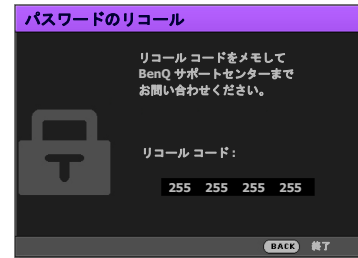 パスワードのリコール
リコール コードをメモして
BenQ サポートセンターまで
お問い合わせください。
リコール コード :
255 255 255 255
BACK 終了